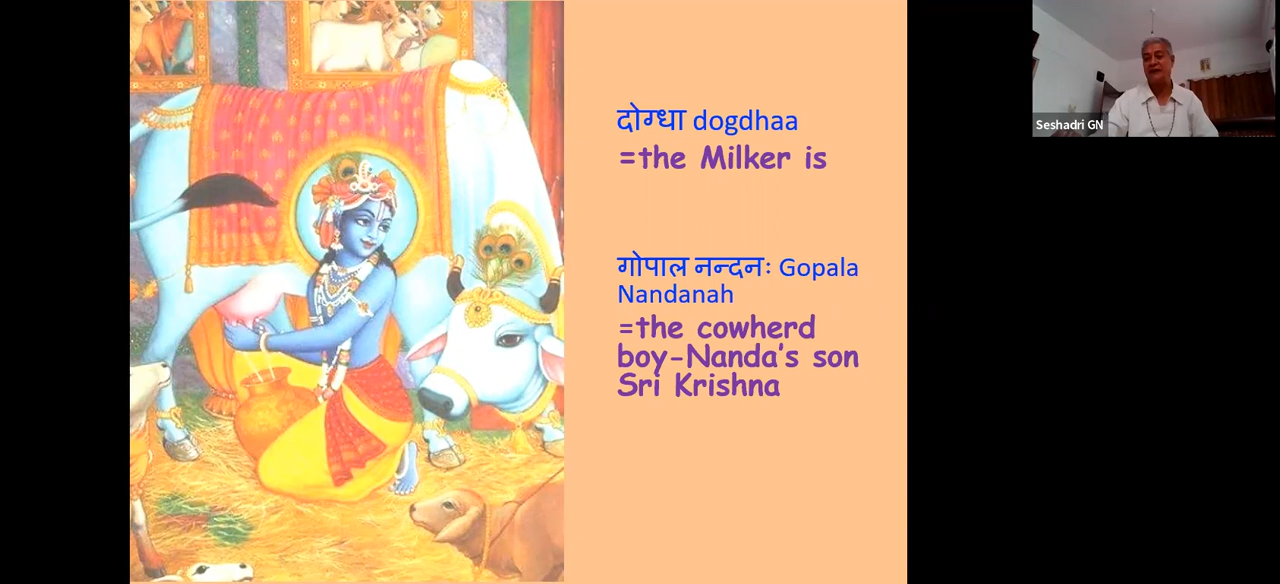 दोग्धा dogdhaa
=the Milker is
गोपाल नन्दनः Gopala
Nandanah
=the cowherd
boy-Nanda’s son
Sri Krishna
Seshadri GN